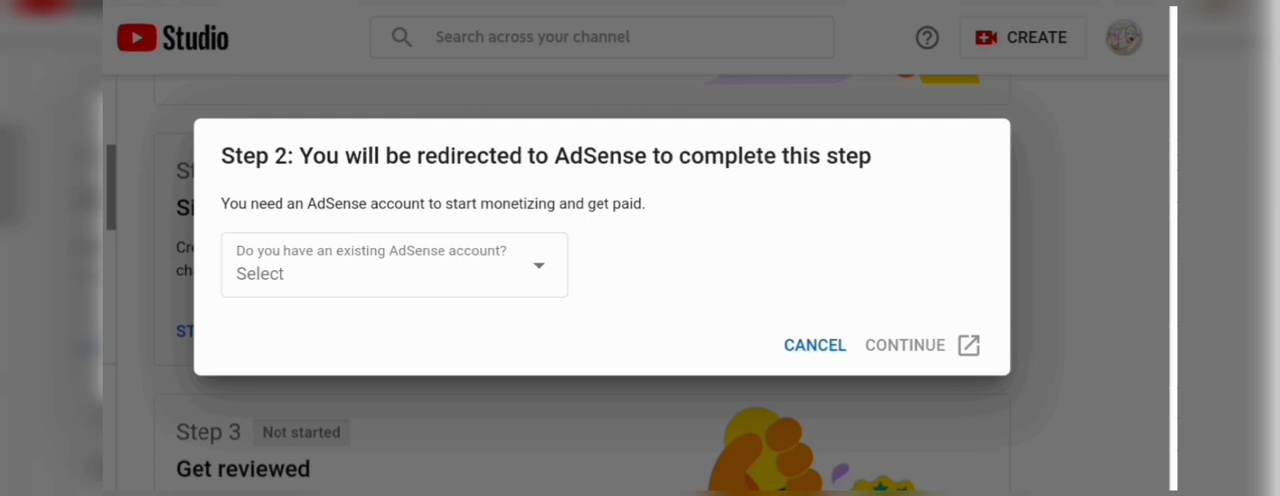 Studio
Search across your channel
CREATE
Step 2: You will be redirected to AdSense to complete this step
You need an AdSense account to start monetizing and get paid.
Do you have an existing AdSense account?
Select
CANCEL CONTINUE
Step 3 Not started
Get reviewed